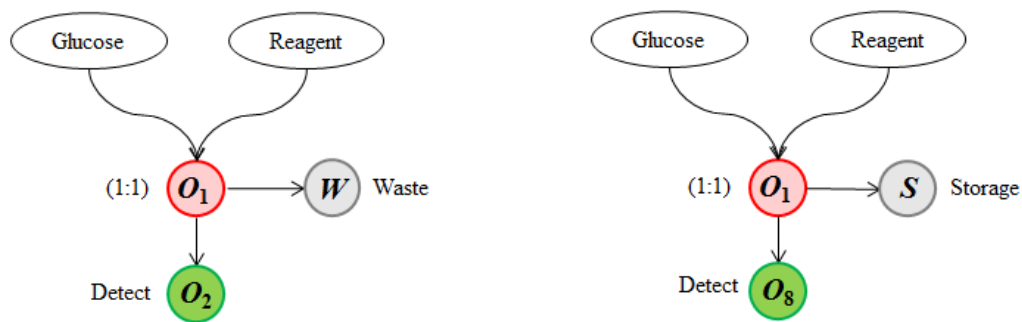 Glucose Reagent
(1:1) O₁ W Waste
Detect O₂
Glucose Reagent
(1:1) O₁ S Storage
Detect O₈